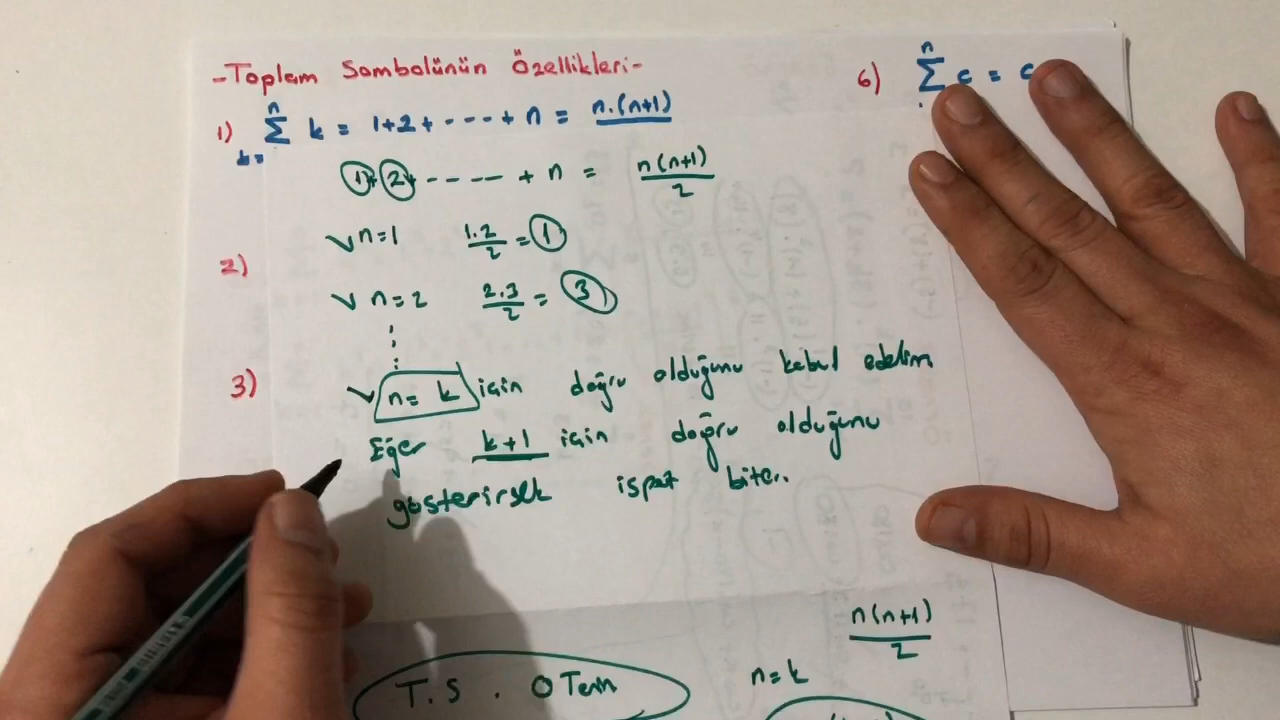 -Toplam Sombolünün Özellikleri-
1) n Σ k = 1+2+ ---- + n = n.(n+1)
k=
1+2+ ----- + n = n(n+1)/2
✓ n=1 1.2/2 = 1
2)
✓ n=2 2.3/2 = 3
3)
✓ n= k için doğru olduğunu kabul edelim
Eğer k+1 için doğru olduğunu
gösterirsek ispat biter.
n(n+1)/2
T.S. 0 Tem
n=k
6) n Σ c = c